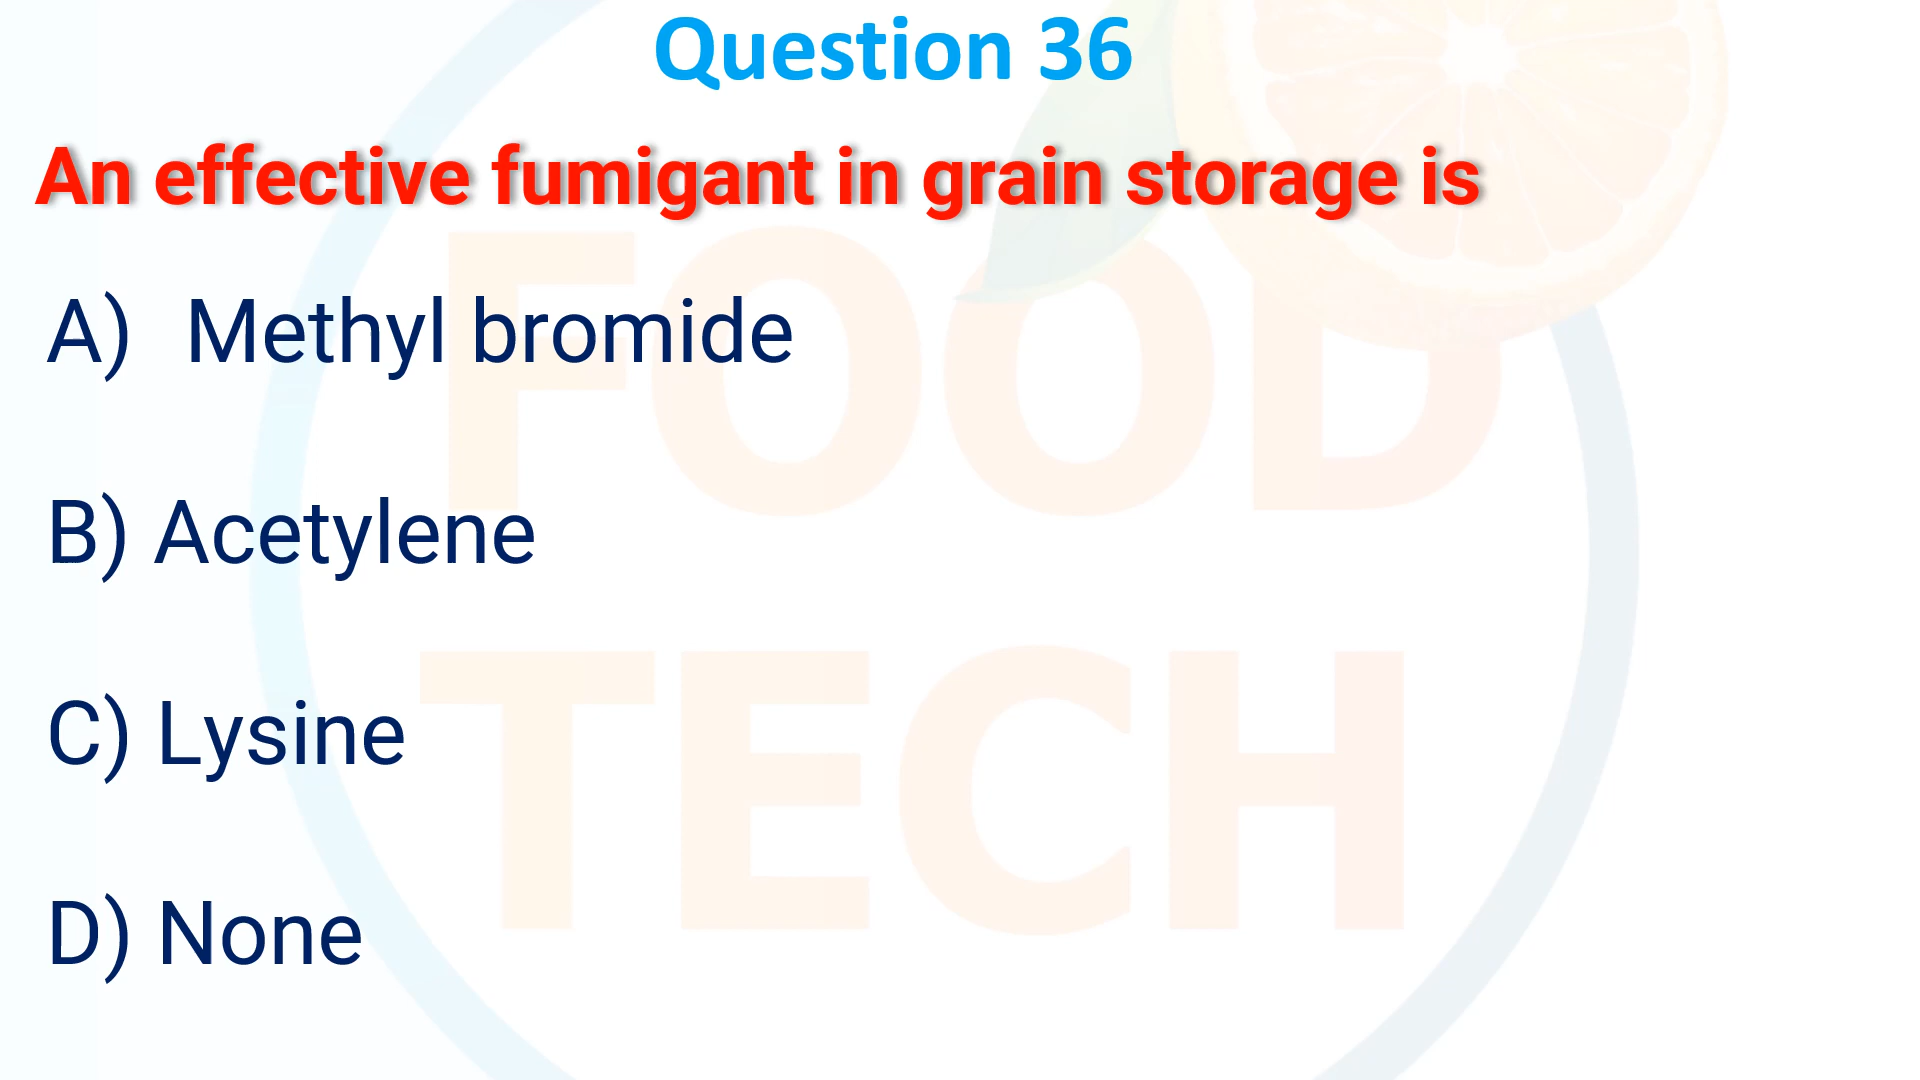 Question 36
An effective fumigant in grain storage is
A) Methyl bromide
B) Acetylene
C) Lysine
D) None
FOOD
TECH